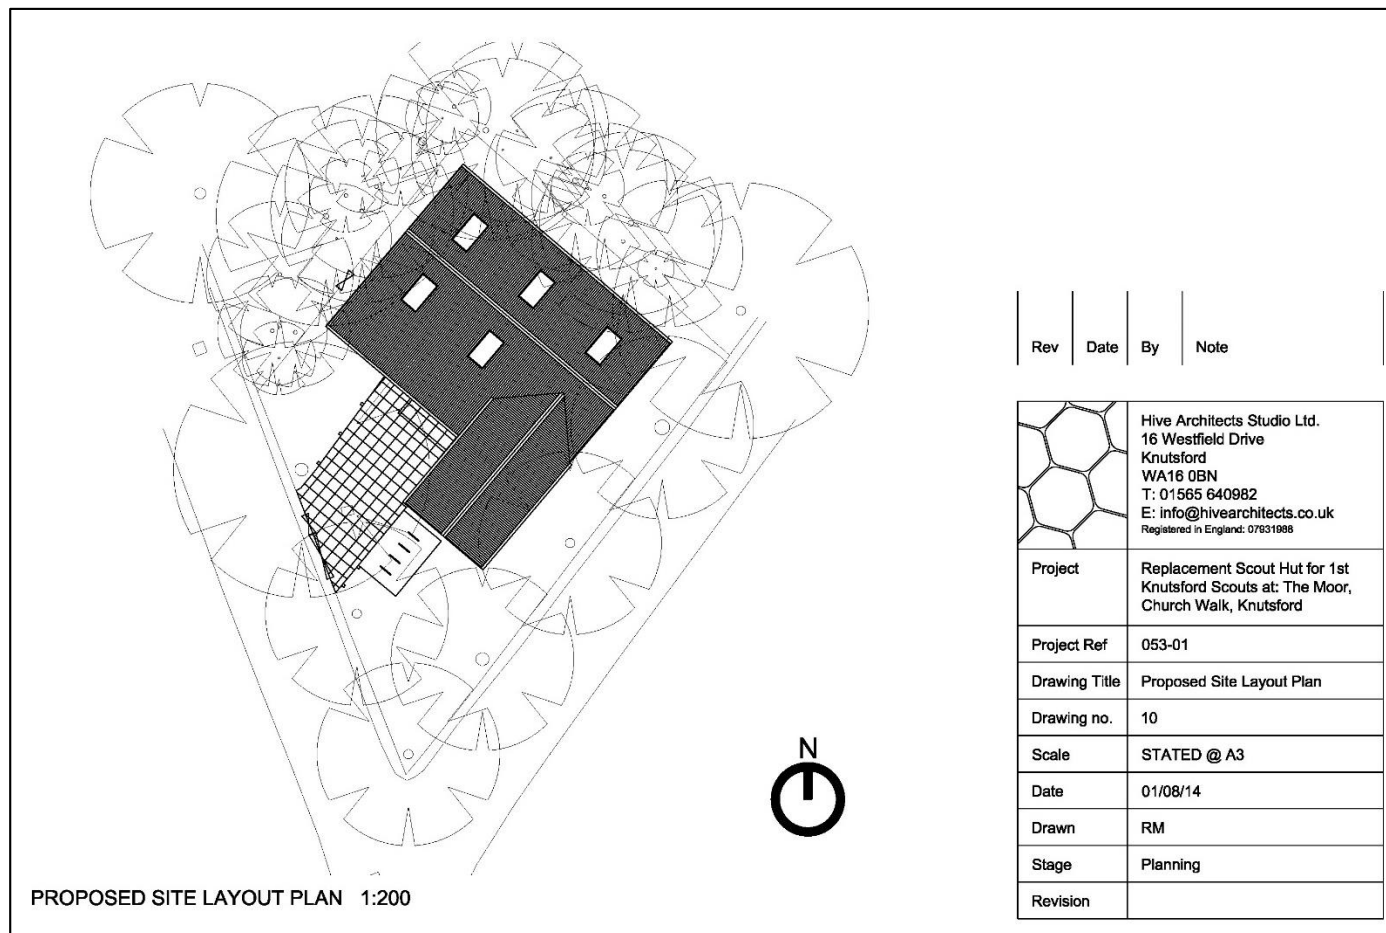 N
PROPOSED SITE LAYOUT PLAN 1:200
Rev Date By Note
Hive Architects Studio Ltd.
16 Westfield Drive
Knutsford
WA16 0BN
T: 01565 640982
E: info@hivearchitects.co.uk
Registered in England: 07931988
Project Replacement Scout Hut for 1st
Knutsford Scouts at: The Moor,
Church Walk, Knutsford
Project Ref 053-01
Drawing Title Proposed Site Layout Plan
Drawing no. 10
Scale STATED @ A3
Date 01/08/14
Drawn RM
Stage Planning
Revision